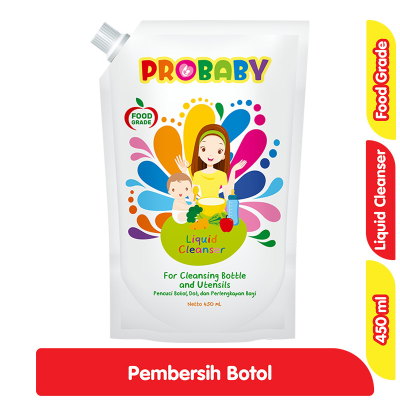 PROBABY
FOOD
GRADE
Liquid
Cleanser
For Cleansing Bottle
and Utensils
Pencuci Botol, Dot, dan Perlengkapan Bayi
Netto 450 mL
Food Grade
Liquid Cleanser
450 ml
Pembersih Botol